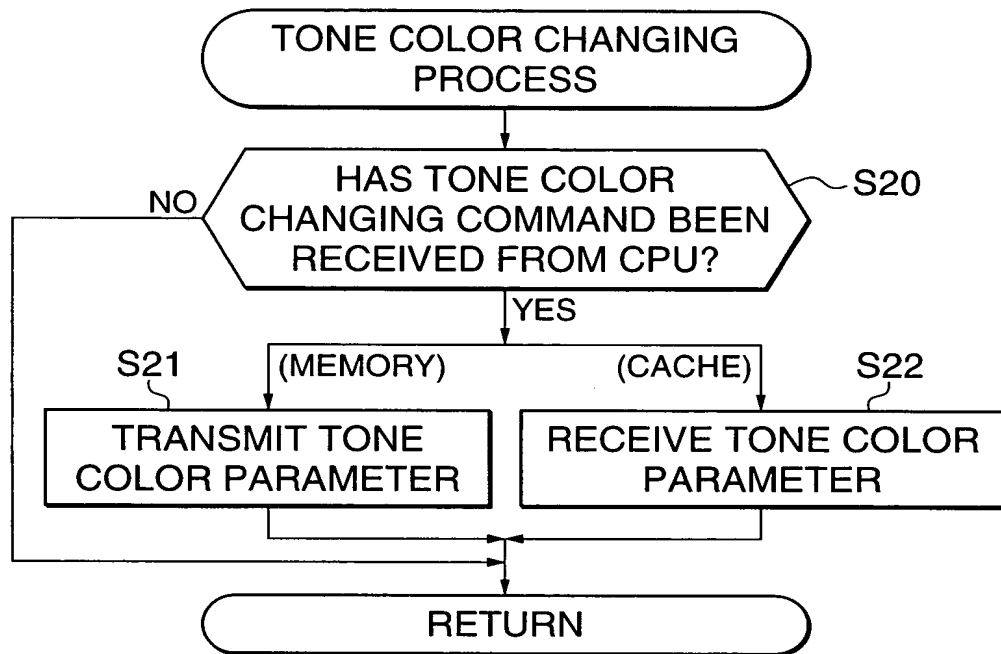 TONE COLOR CHANGING
PROCESS
HAS TONE COLOR
CHANGING COMMAND BEEN
RECEIVED FROM CPU?
S20
NO
YES
S21
(MEMORY)
(CACHE)
S22
TRANSMIT TONE
COLOR PARAMETER
RECEIVE TONE COLOR
PARAMETER
RETURN